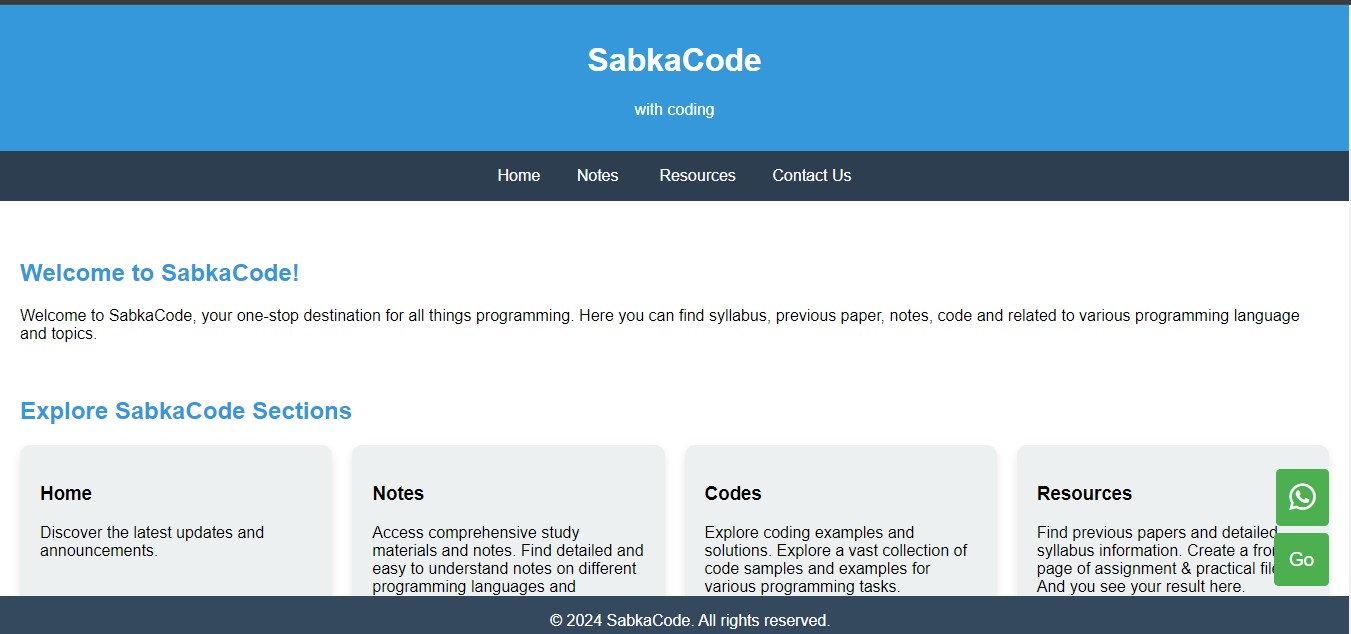 SabkaCode
with coding
Home Notes Resources Contact Us
Welcome to SabkaCode!
Welcome to SabkaCode, your one-stop destination for all things programming. Here you can find syllabus, previous paper, notes, code and related to various programming language
and topics.
Explore SabkaCode Sections
Home
Discover the latest updates and
announcements.
Notes
Access comprehensive study
materials and notes. Find detailed and
easy to understand notes on different
programming languages and
Codes
Explore coding examples and
solutions. Explore a vast collection of
code samples and examples for
various programming tasks.
Resources
Find previous papers and detailed
syllabus information. Create a
page of assignment & practical
And you see your result here.
Go
© 2024 SabkaCode. All rights reserved.